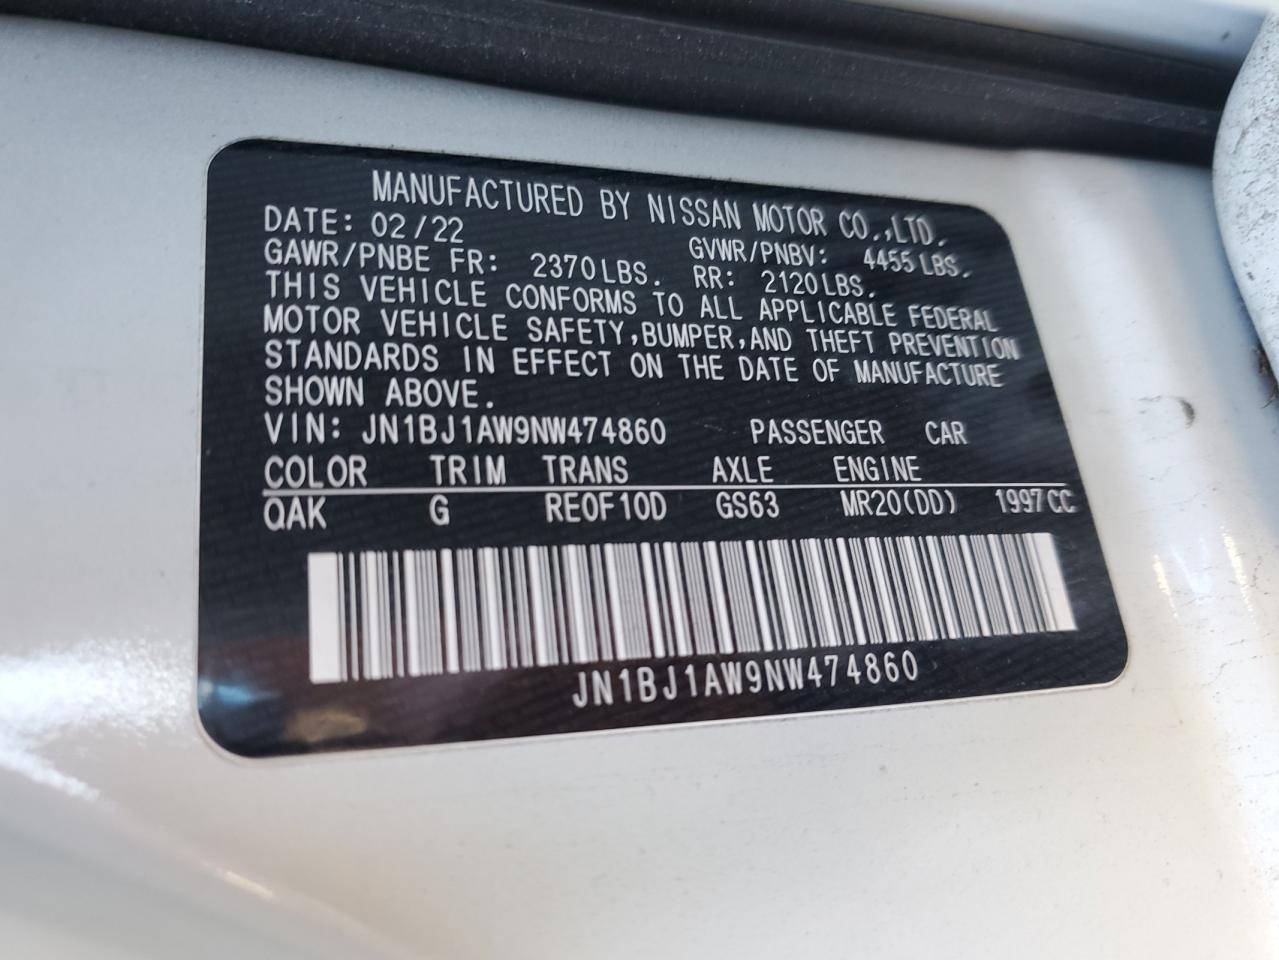 MANUFACTURED BY NISSAN MOTOR CO.,LTD.
DATE: 02/22 GVWR/PNBV: 4455 LBS.
GAWR/PNBE FR: 2370LBS. RR: 2120LBS.
THIS VEHICLE CONFORMS TO ALL APPLICABLE FEDERAL
MOTOR VEHICLE SAFETY,BUMPER,AND THEFT PREVENTION
STANDARDS IN EFFECT ON THE DATE OF MANUFACTURE
SHOWN ABOVE.
VIN: JN1BJ1AW9NW474860 PASSENGER CAR
COLOR TRIM TRANS AXLE ENGINE
QAK G RE0F10D GS63 MR20(DD) 1997CC
JN1BJ1AW9NW474860